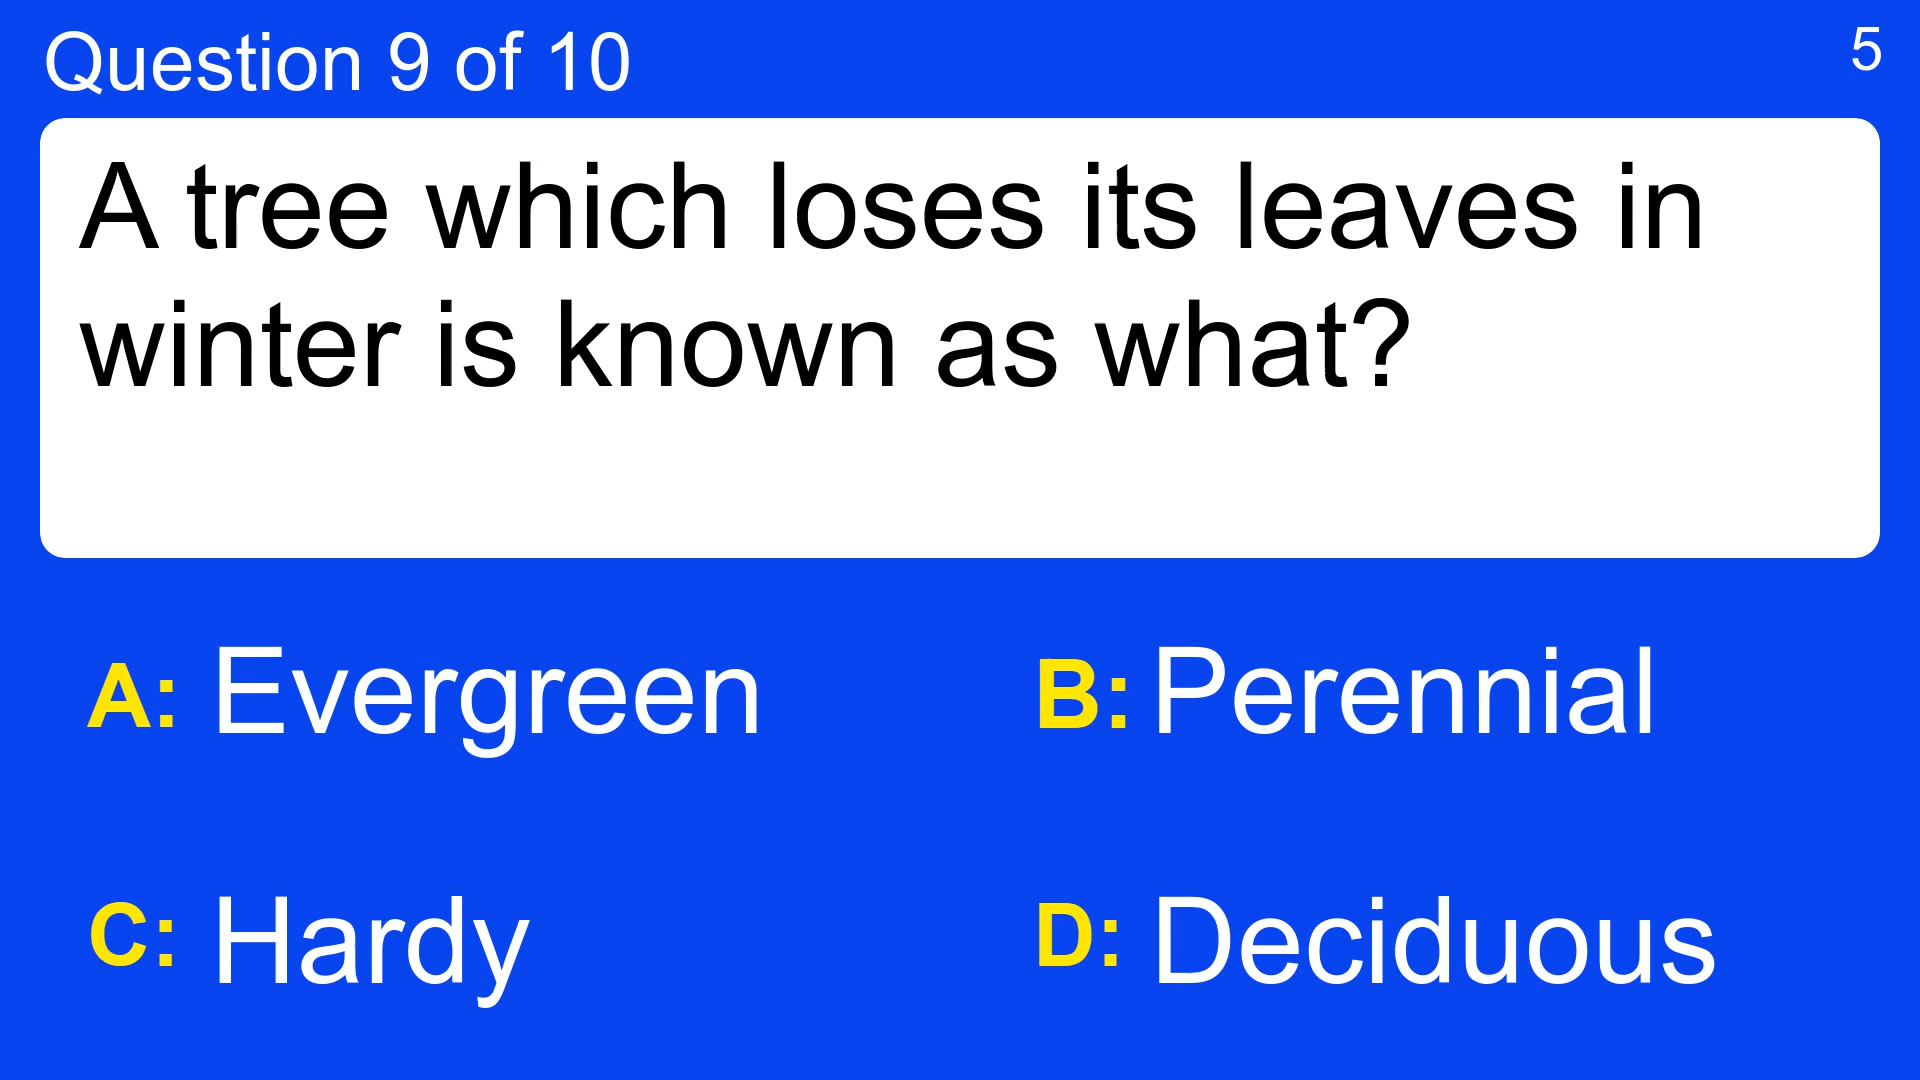 Question 9 of 10
5
A tree which loses its leaves in
winter is known as what?
A: Evergreen
B: Perennial
C: Hardy
D: Deciduous